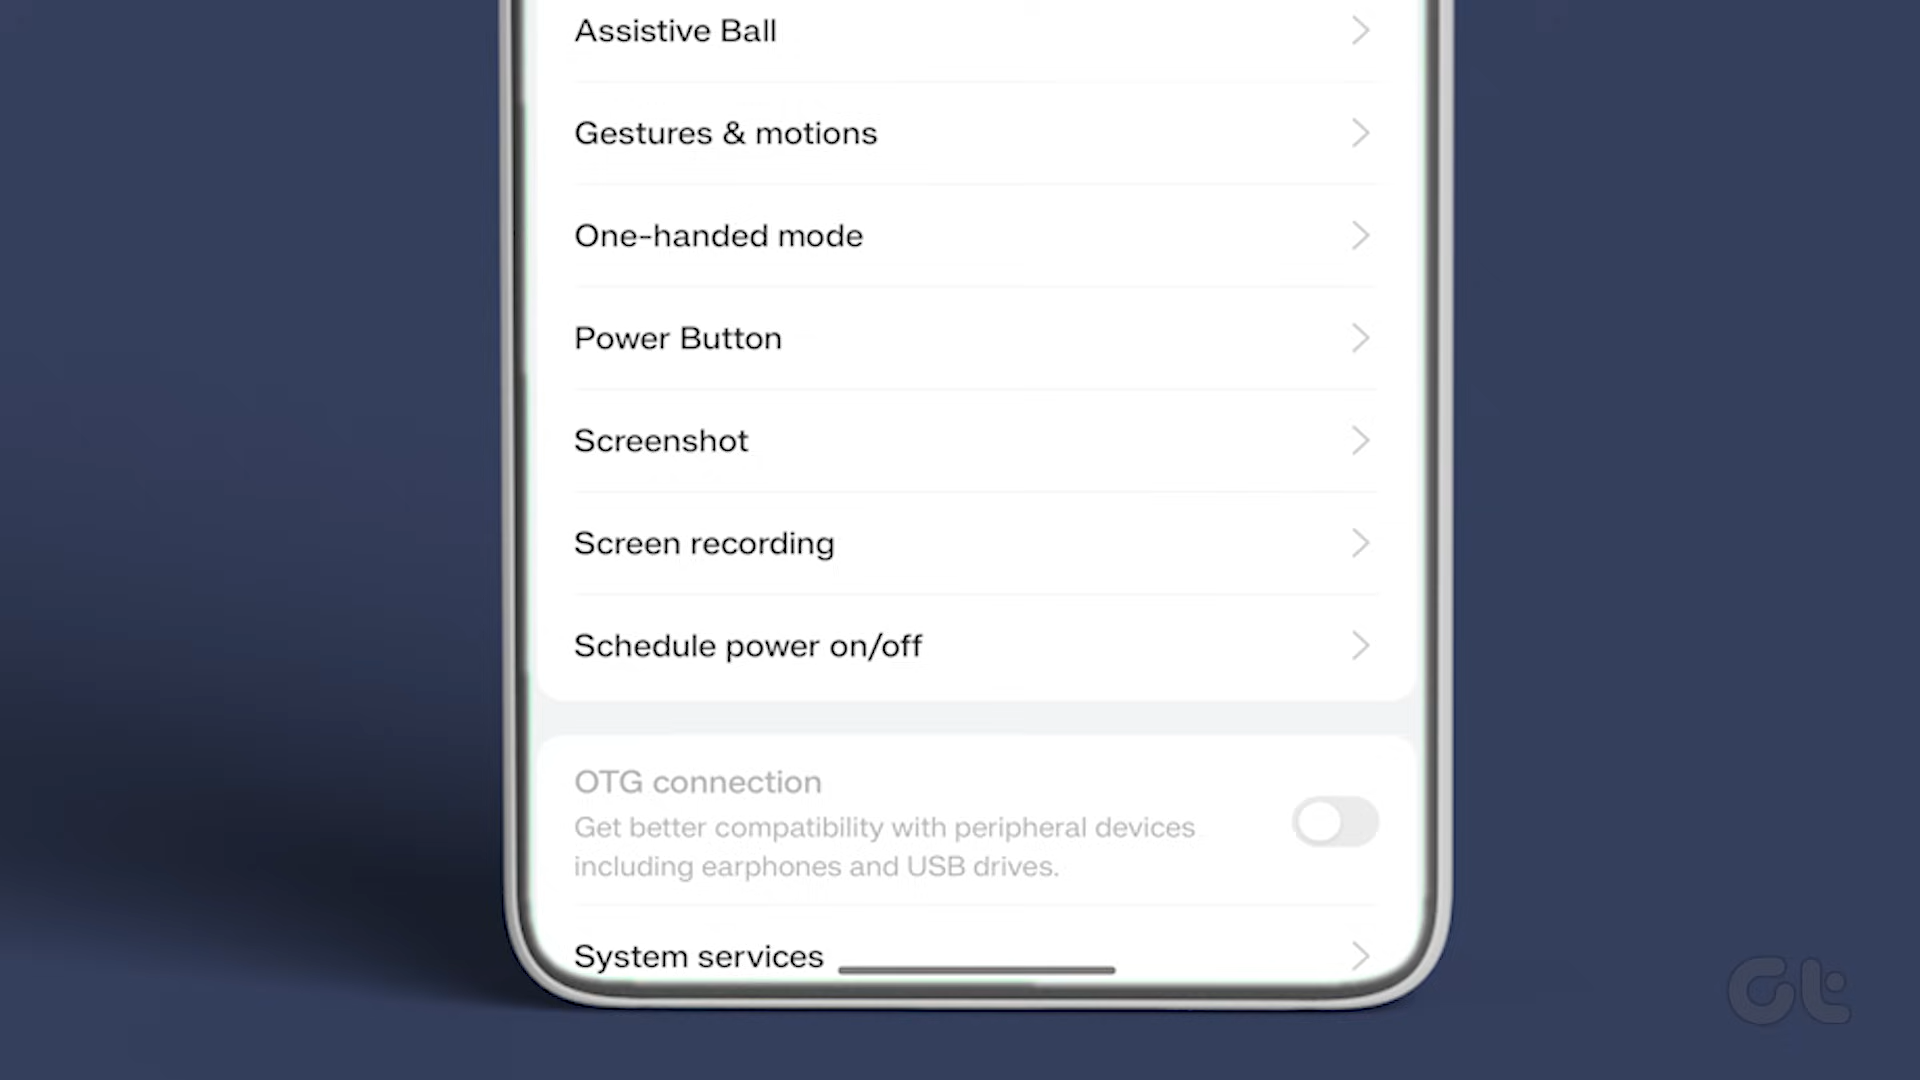 Assistive Ball
Gestures & motions
One-handed mode
Power Button
Screenshot
Screen recording
Schedule power on/off
OTG connection
Get better compatibility with peripheral devices
including earphones and USB drives.
System services
Gt